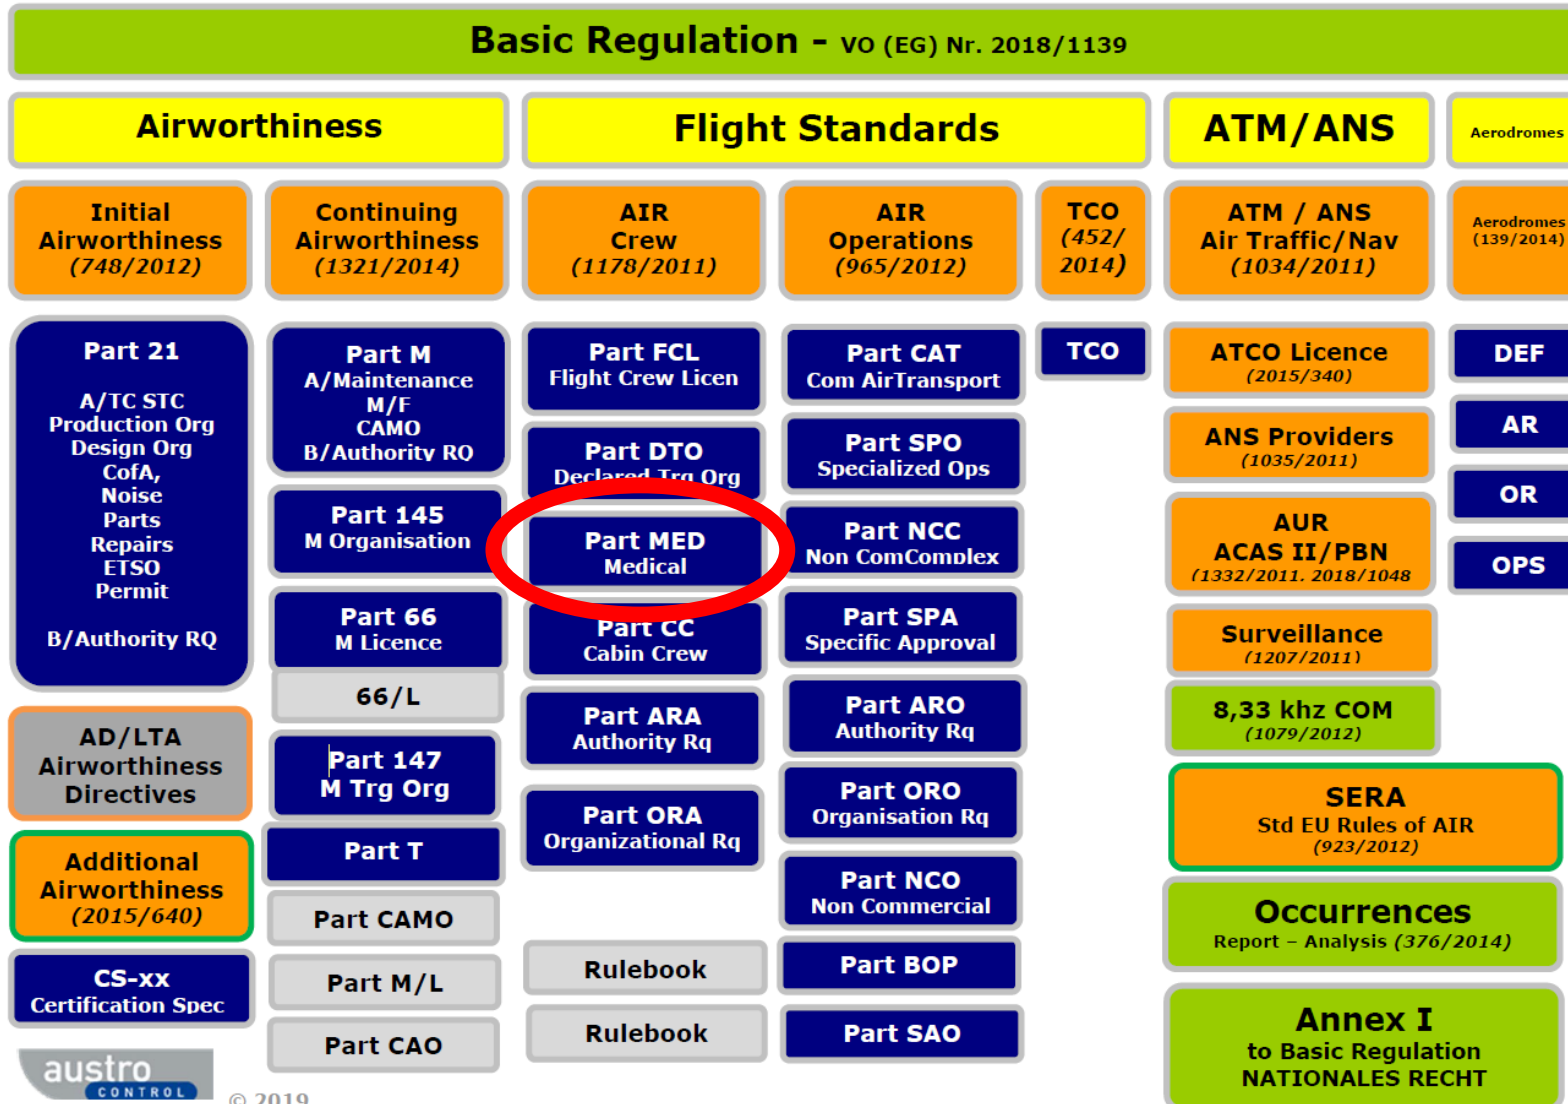 Basic Regulation - VO (EG) Nr. 2018/1139
Airworthiness
Flight Standards
ATM/ANS
Aerodromes
Initial
Airworthiness
(748/2012)
Continuing
Airworthiness
(1321/2014)
AIR
Crew
(1178/2011)
AIR
Operations
(965/2012)
TCO
(452/
2014)
ATM / ANS
Air Traffic/Nav
(1034/2011)
Aerodromes
(139/2014)
Part 21
A/TC STC
Production Org
Design Org
CofA,
Noise
Parts
Repairs
ETSO
Permit
B/Authority RQ
AD/LTA
Airworthiness
Directives
Additional
Airworthiness
(2015/640)
CS-xx
Certification Spec
Part M
A/Maintenance
M/F
CAMO
B/Authority RQ
Part 145
M Organisation
Part 66
M Licence
66/L
Part 147
M Trg Org
Part T
Part CAMO
Part M/L
Part CAO
Part FCL
Flight Crew Licen
Part DTO
Declared Trg Org
Part MED
Medical
Part CC
Cabin Crew
Part ARA
Authority Rq
Part ORA
Organizational Rq
Rulebook
Rulebook
Part CAT
Com AirTransport
Part SPO
Specialized Ops
Part NCC
Non ComComplex
Part SPA
Specific Approval
Part ARO
Authority Rq
Part ORO
Organisation Rq
Part NCO
Non Commercial
Part BOP
Part SAO
TCO
ATCO Licence
(2015/340)
ANS Providers
(1035/2011)
AUR
ACAS II/PBN
(1332/2011. 2018/1048
Surveillance
(1207/2011)
8,33 khz COM
(1079/2012)
SERA
Std EU Rules of AIR
(923/2012)
Occurrences
Report – Analysis (376/2014)
Annex I
to Basic Regulation
NATIONALES RECHT
DEF
AR
OR
OPS
austro
CONTROL
© 2019